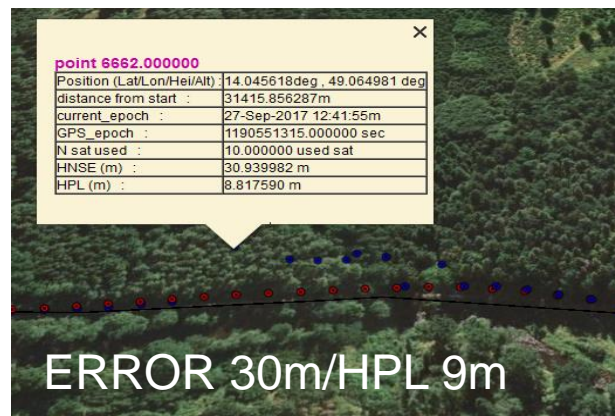 ×
point 6662.000000
Position (Lat/Lon/Hei/Alt) : 14.045618deg , 49.064981 deg
distance from start : 31415.856287m
current_epoch : 27-Sep-2017 12:41:55m
GPS_epoch : 1190551315.000000 sec
N sat used : 10.000000 used sat
HNSE (m) : 30.939982 m
HPL (m) : 8.817590 m
ERROR 30m/HPL 9m